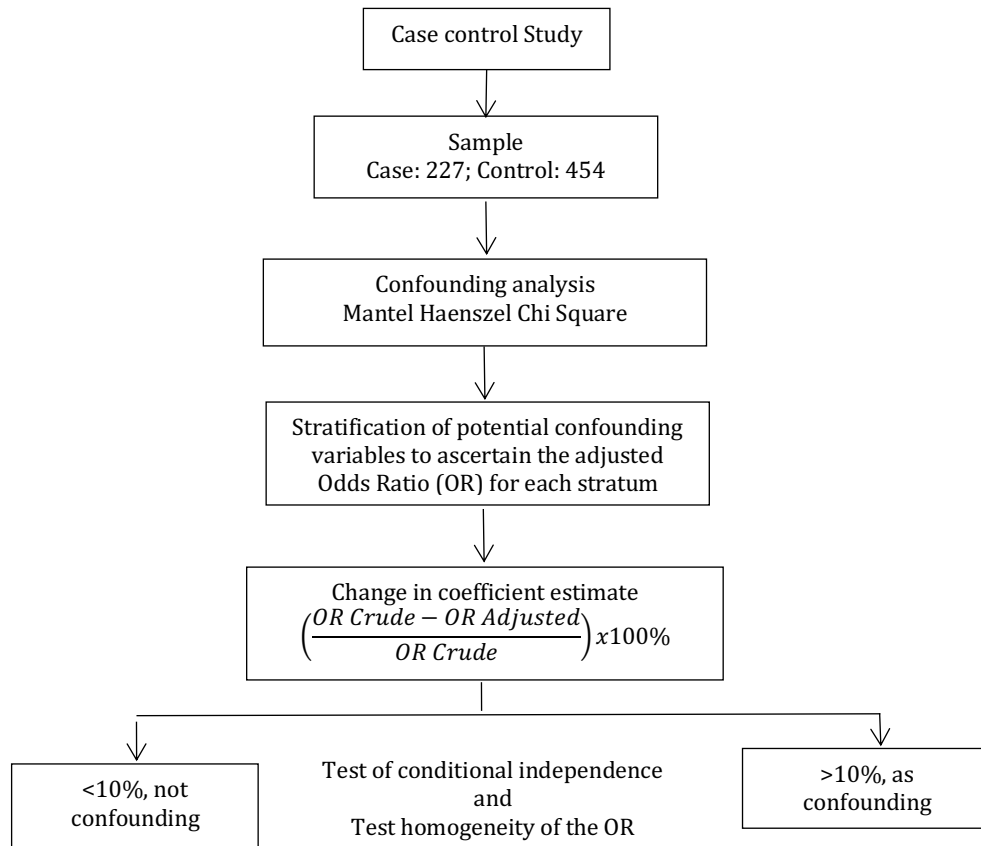 Case control Study
Sample
Case: 227; Control: 454
Confounding analysis
Mantel Haenszel Chi Square
Stratification of potential confounding
variables to ascertain the adjusted
Odds Ratio (OR) for each stratum
Change in coefficient estimate
(OR Crude − OR Adjusted / OR Crude) x100%
<10%, not
confounding
Test of conditional independence
and
Test homogeneity of the OR
>10%, as
confounding